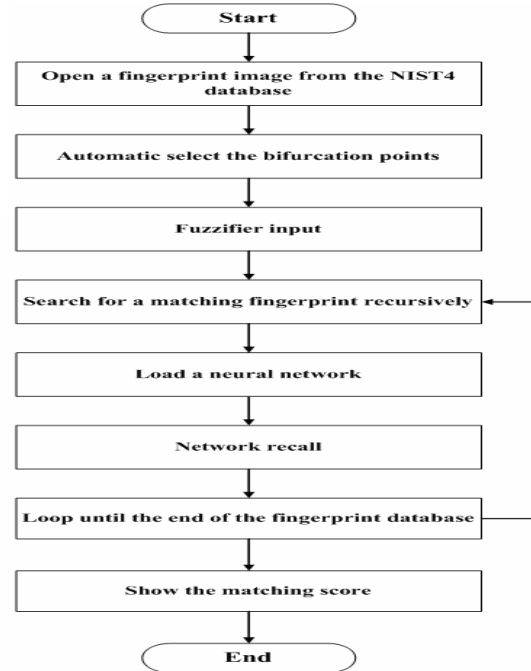 Start
Open a fingerprint image from the NIST4
database
Automatic select the bifurcation points
Fuzzifier input
Search for a matching fingerprint recursively
Load a neural network
Network recall
Loop until the end of the fingerprint database
Show the matching score
End